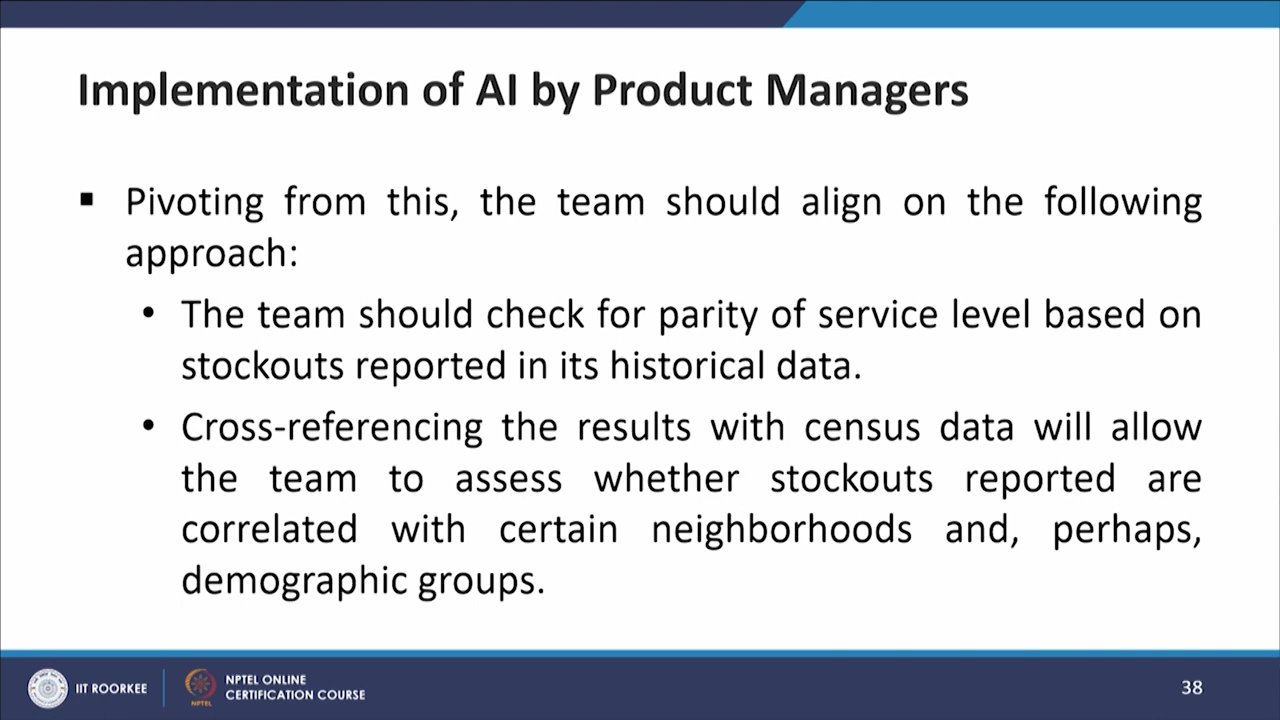 Implementation of AI by Product Managers
▪ Pivoting from this, the team should align on the following
approach:
• The team should check for parity of service level based on
stockouts reported in its historical data.
• Cross-referencing the results with census data will allow
the team to assess whether stockouts reported are
correlated with certain neighborhoods and, perhaps,
demographic groups.
IIT ROORKEE
NPTEL
NPTEL ONLINE
CERTIFICATION COURSE
38